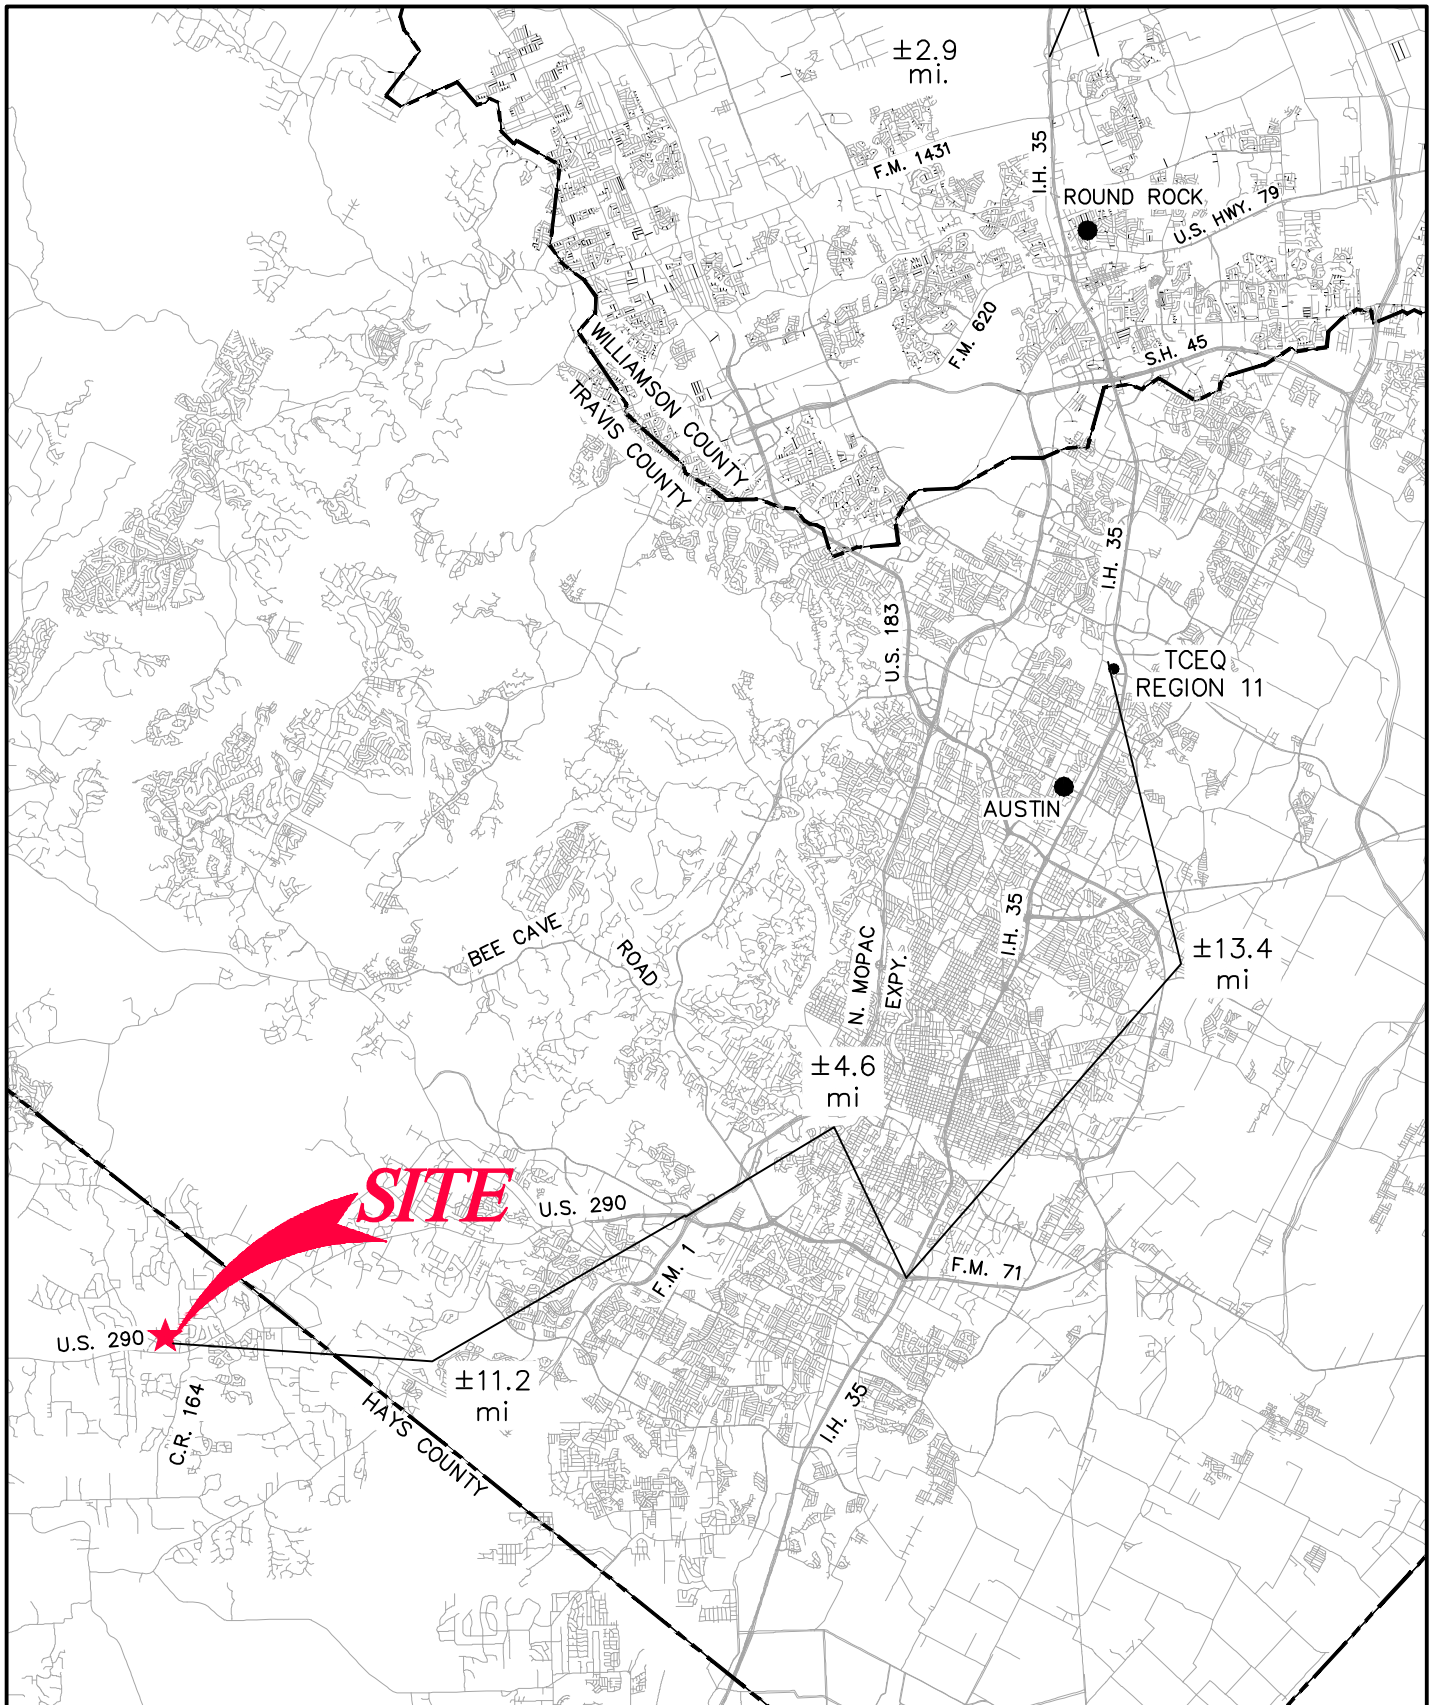 ±2.9
mi.
F.M. 1431
I.H. 35
ROUND ROCK
U.S. HWY. 79
F.M. 620
S.H. 45
WILLIAMSON COUNTY
TRAVIS COUNTY
I.H. 35
U.S. 183
TCEQ
REGION 11
AUSTIN
BEE CAVE
ROAD
N. MOPAC
EXPY.
I.H. 35
±13.4
mi
±4.6
mi
SITE
U.S. 290
F.M. 1
F.M. 71
U.S. 290
±11.2
mi
C.R. 164
HAYS COUNTY
I.H. 35